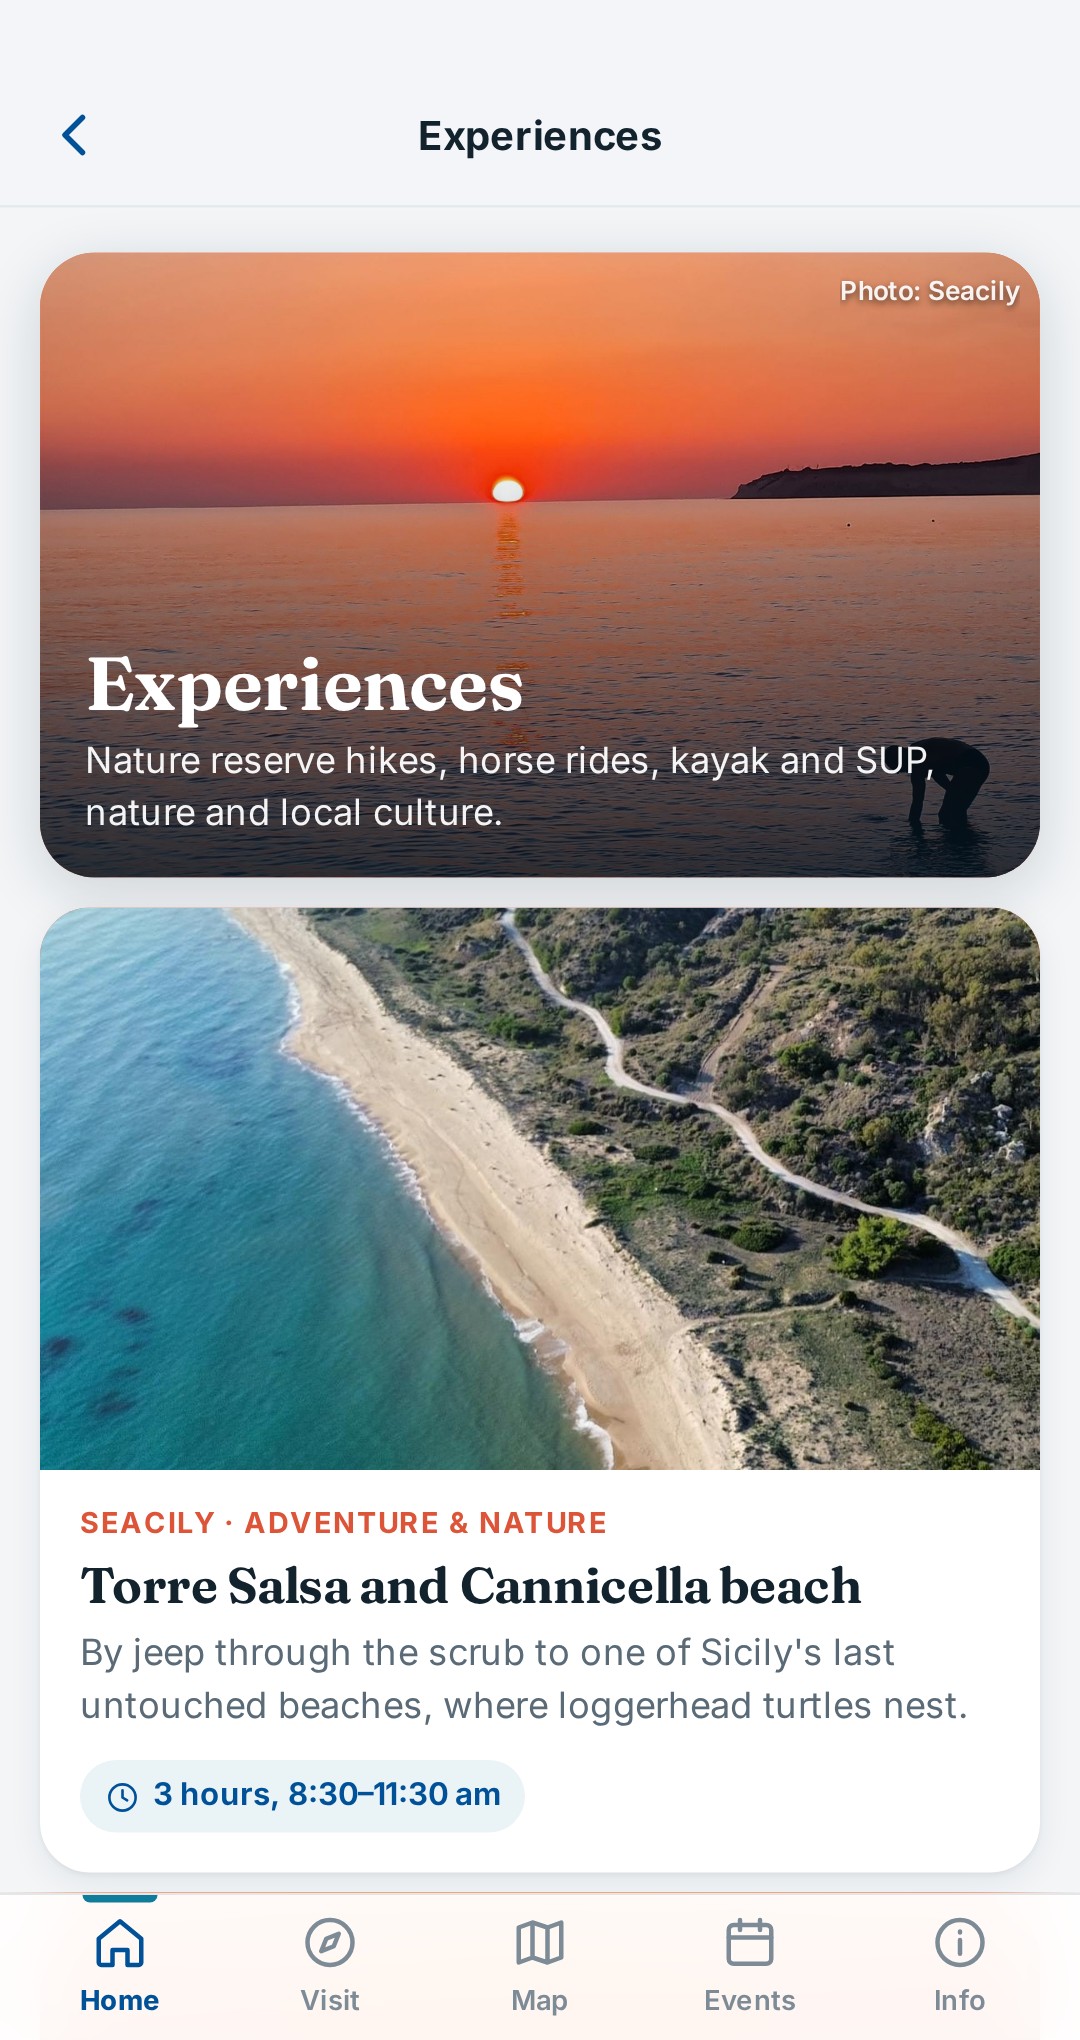 Experiences
Photo: Seacily
Experiences
Nature reserve hikes, horse rides, kayak and SUP,
nature and local culture.
SEACILY · ADVENTURE & NATURE
Torre Salsa and Cannicella beach
By jeep through the scrub to one of Sicily's last
untouched beaches, where loggerhead turtles nest.
3 hours, 8:30–11:30 am
Home
Visit
Map
Events
Info